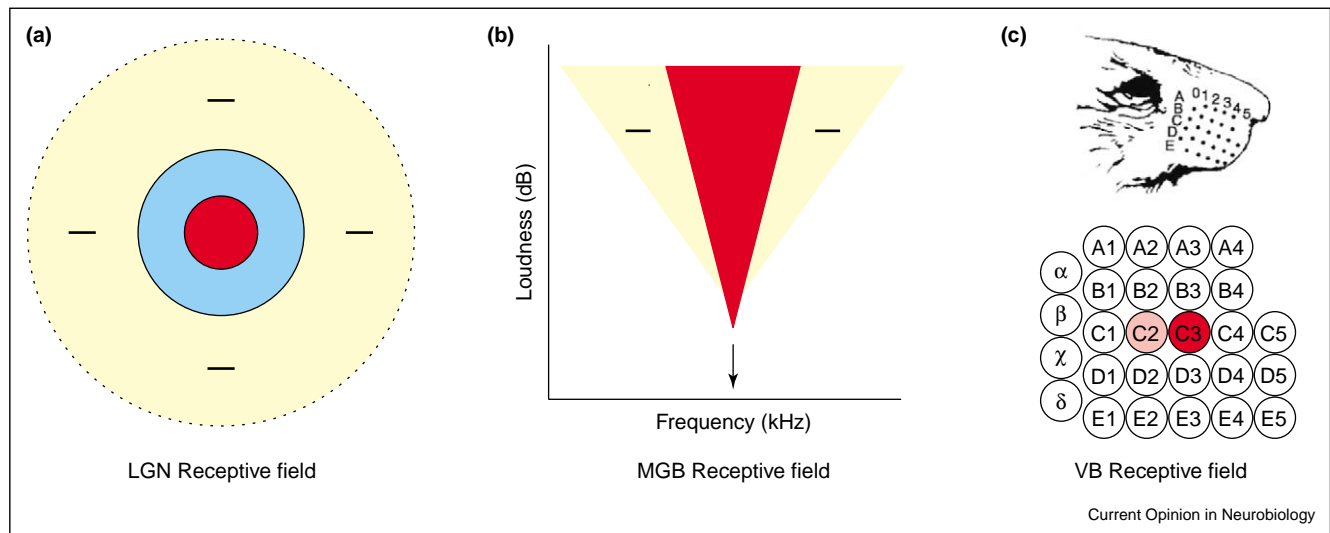 (a)
—
—
—
—
LGN Receptive field
(b)
Loudness (dB)
—
—
Frequency (kHz)
MGB Receptive field
(c)
A 0 1 2 3 4 5
B
C
D
E
A1 A2 A3 A4
α
B1 B2 B3 B4
β
C1 C2 C3 C4 C5
χ
D1 D2 D3 D4 D5
δ
E1 E2 E3 E4 E5
VB Receptive field
Current Opinion in Neurobiology